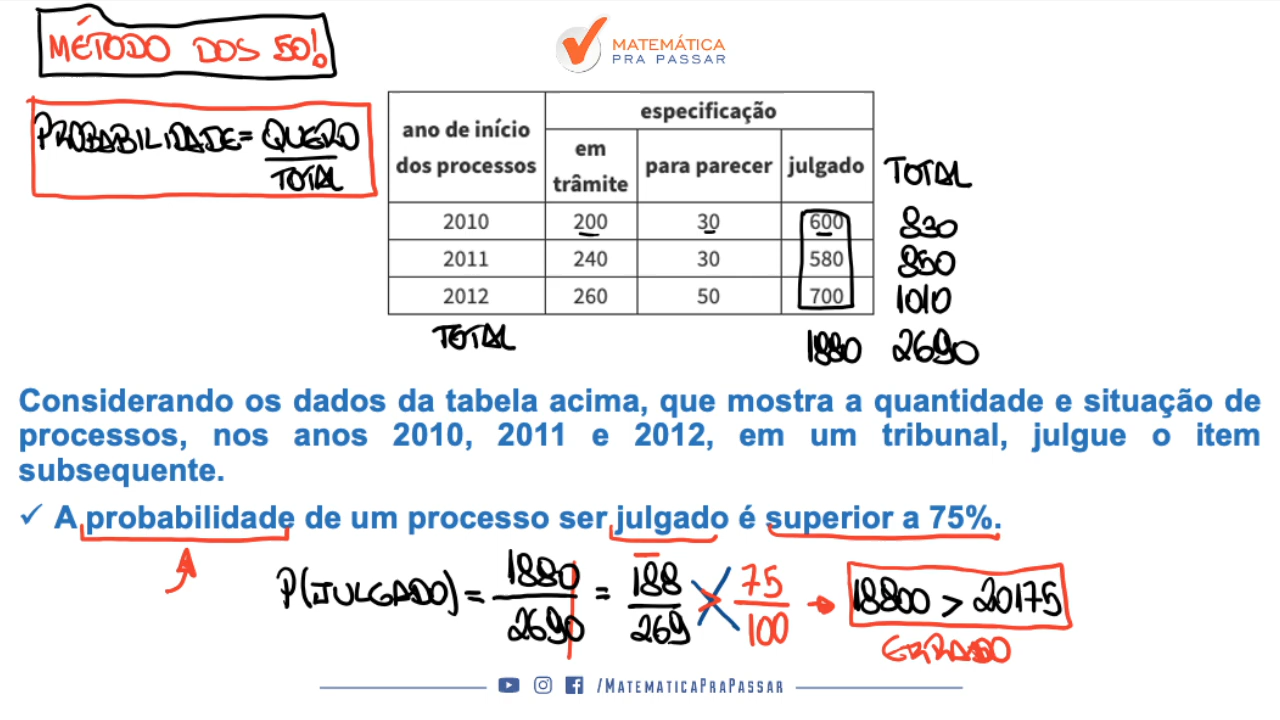 MÉTODO DOS 50!
MATEMÁTICA
PRA PASSAR
PROBABILIDADE = QUERO
TOTAL
ano de início dos processos especificação
em trâmite para parecer julgado TOTAL
2010 200 30 600 830
2011 240 30 580 850
2012 260 50 700 1010
TOTAL 1880 2690
Considerando os dados da tabela acima, que mostra a quantidade e situação de
processos, nos anos 2010, 2011 e 2012, em um tribunal, julgue o item
subsequente.
✓ A probabilidade de um processo ser julgado é superior a 75%.
P(JULGADO) = 1880/2690 = 188/269 > 75/100 → 18800 > 20175
ERRADO
/MatematicaPraPassar